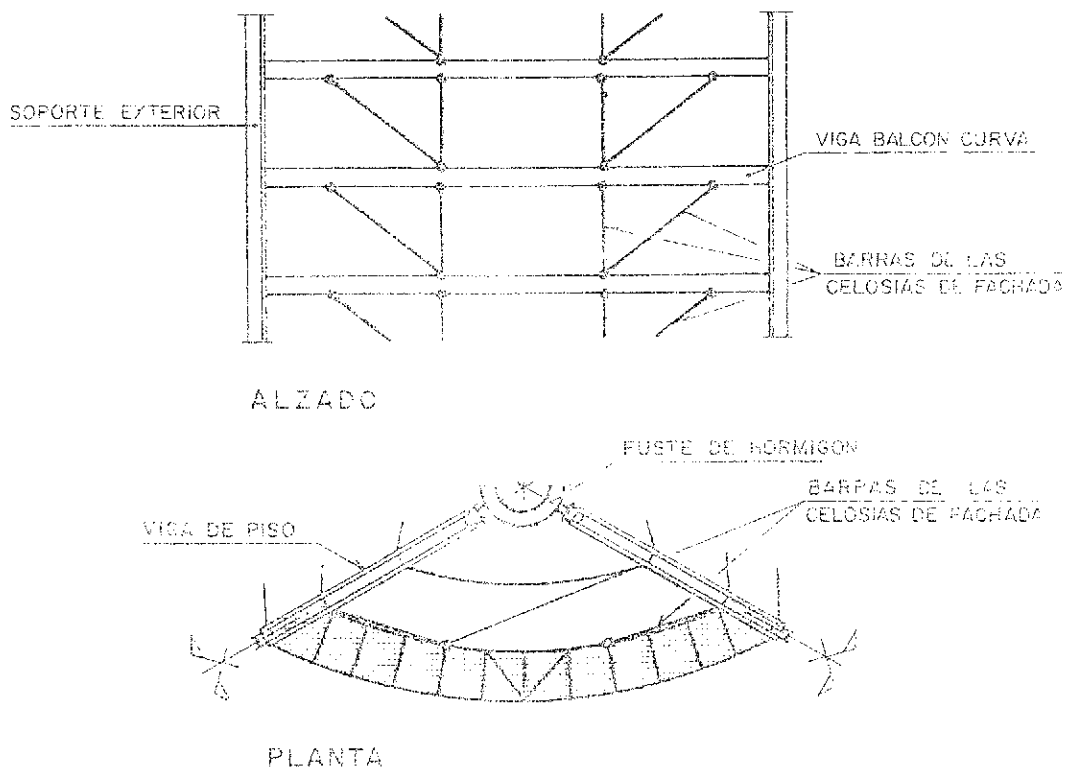 SOPORTE EXTERIOR
VIGA BALCON CURVA
BARRAS DE LAS
CELOSIAS DE FACHADA
ALZADO
FUSTE DE HORMIGON
BARRAS DE LAS
CELOSIAS DE FACHADA
VIGA DE PISO
PLANTA